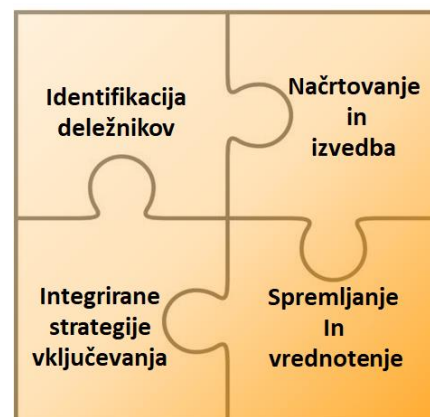 Identifikacija
deležnikov
Načrtovanje
in
izvedba
Integrirane
strategije
vključevanja
Spremljanje
In
vrednotenje